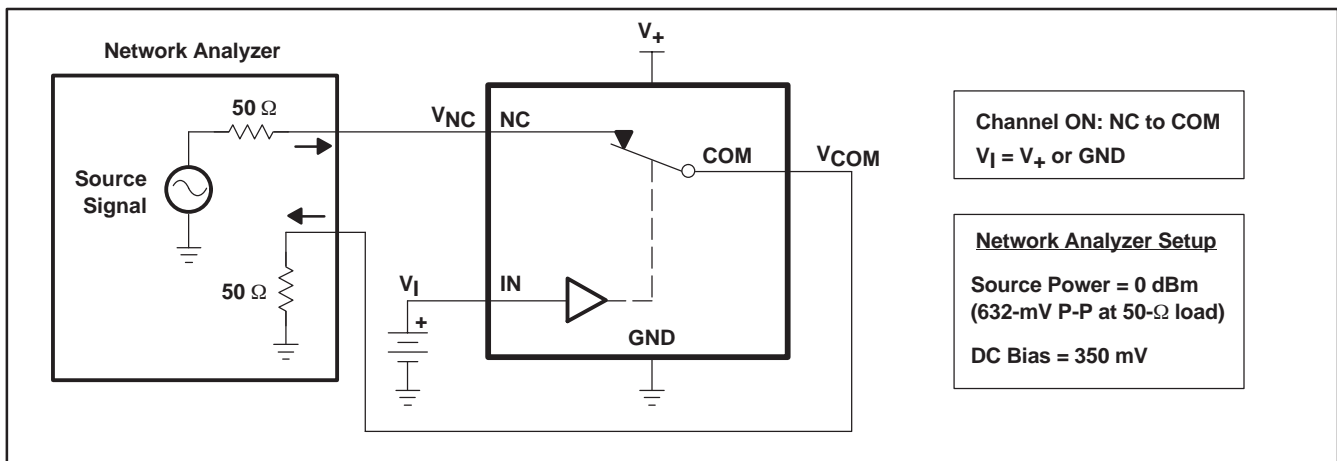 Network Analyzer
50 Ω
Source
Signal
50 Ω
V+
VNC
NC
COM
VCOM
VI
IN
+
GND
Channel ON: NC to COM
VI = V+ or GND
Network Analyzer Setup
Source Power = 0 dBm
(632-mV P-P at 50-Ω load)
DC Bias = 350 mV